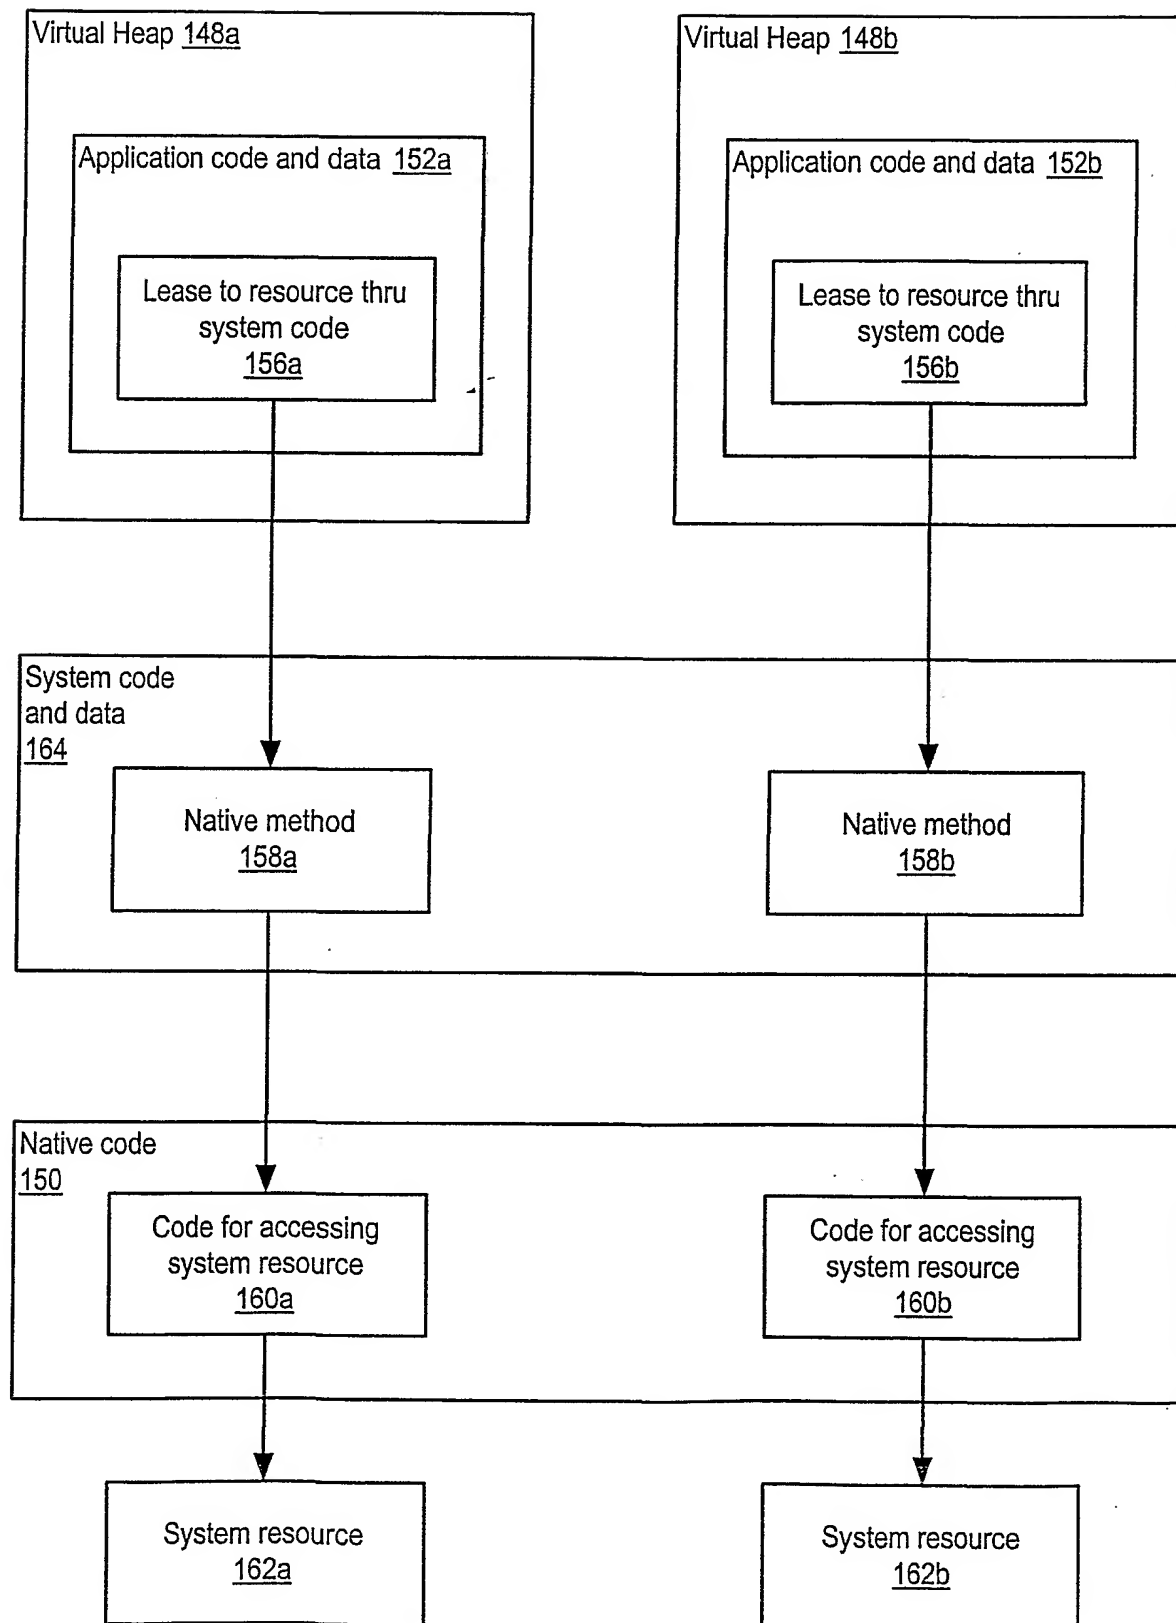 Virtual Heap 148a
Application code and data 152a
Lease to resource thru
system code
156a
Virtual Heap 148b
Application code and data 152b
Lease to resource thru
system code
156b
System code
and data
164
Native method
158a
Native method
158b
Native code
150
Code for accessing
system resource
160a
Code for accessing
system resource
160b
System resource
162a
System resource
162b